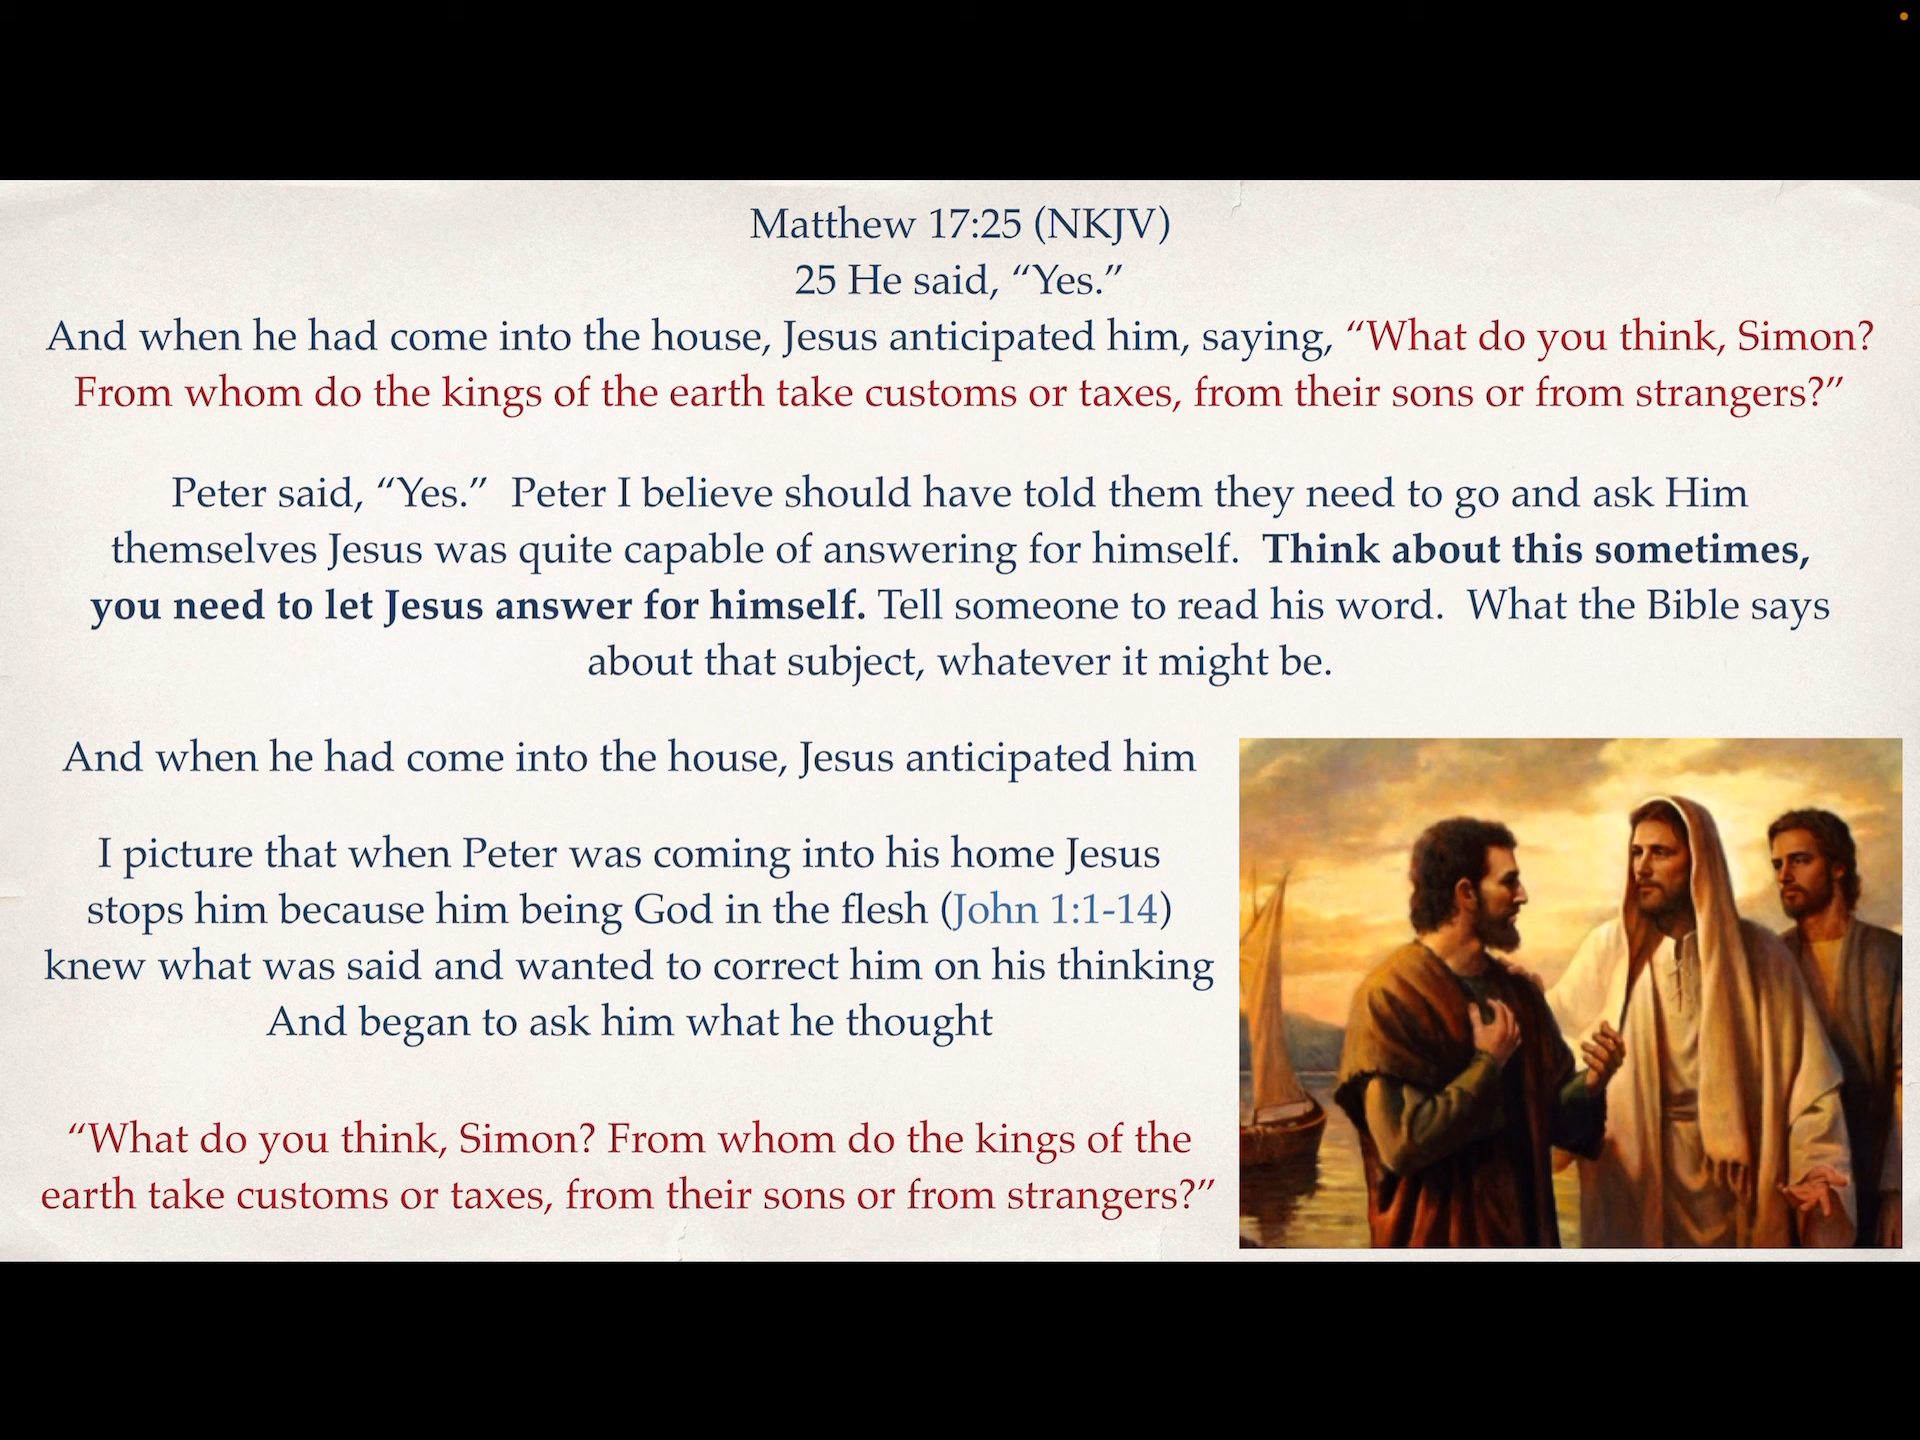 Matthew 17:25 (NKJV)
25 He said, “Yes.”
And when he had come into the house, Jesus anticipated him, saying, “What do you think, Simon?
From whom do the kings of the earth take customs or taxes, from their sons or from strangers?”
Peter said, “Yes.”  Peter I believe should have told them they need to go and ask Him
themselves Jesus was quite capable of answering for himself.  Think about this sometimes,
you need to let Jesus answer for himself. Tell someone to read his word.  What the Bible says
about that subject, whatever it might be.
And when he had come into the house, Jesus anticipated him
I picture that when Peter was coming into his home Jesus
stops him because him being God in the flesh (John 1:1-14)
knew what was said and wanted to correct him on his thinking
And began to ask him what he thought
“What do you think, Simon? From whom do the kings of the
earth take customs or taxes, from their sons or from strangers?”